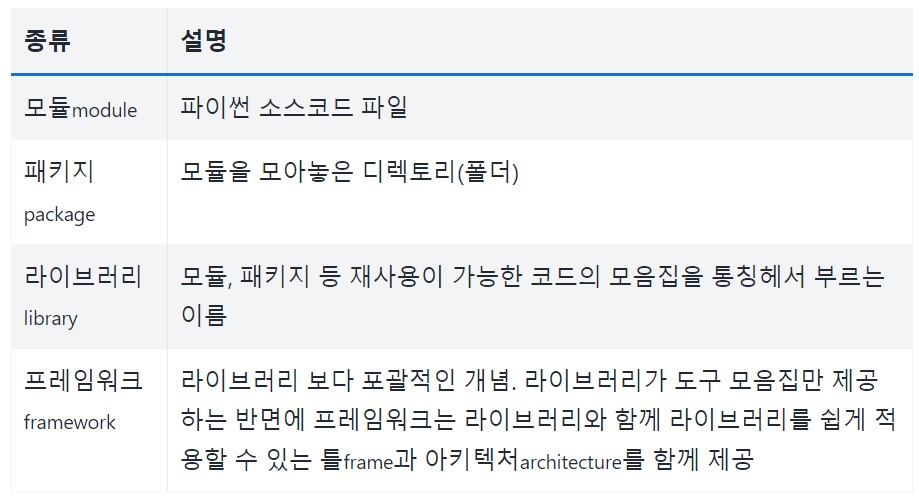 종류 설명
모듈module 파이썬 소스코드 파일
패키지 모듈을 모아놓은 디렉토리(폴더)
package
라이브러리 모듈, 패키지 등 재사용이 가능한 코드의 모음집을 통칭헤서 부르는
library 이름
프레임워크 라이브러리 보다 포괄적인 개념. 라이브러리가 도구 모음집만 제공
framework 하는 반면에 프레임워크는 라이브러리와 함께 라이브러리를 쉽게 적
용할 수 있는 틀frame과 아키텍처architecture를 함께 제공